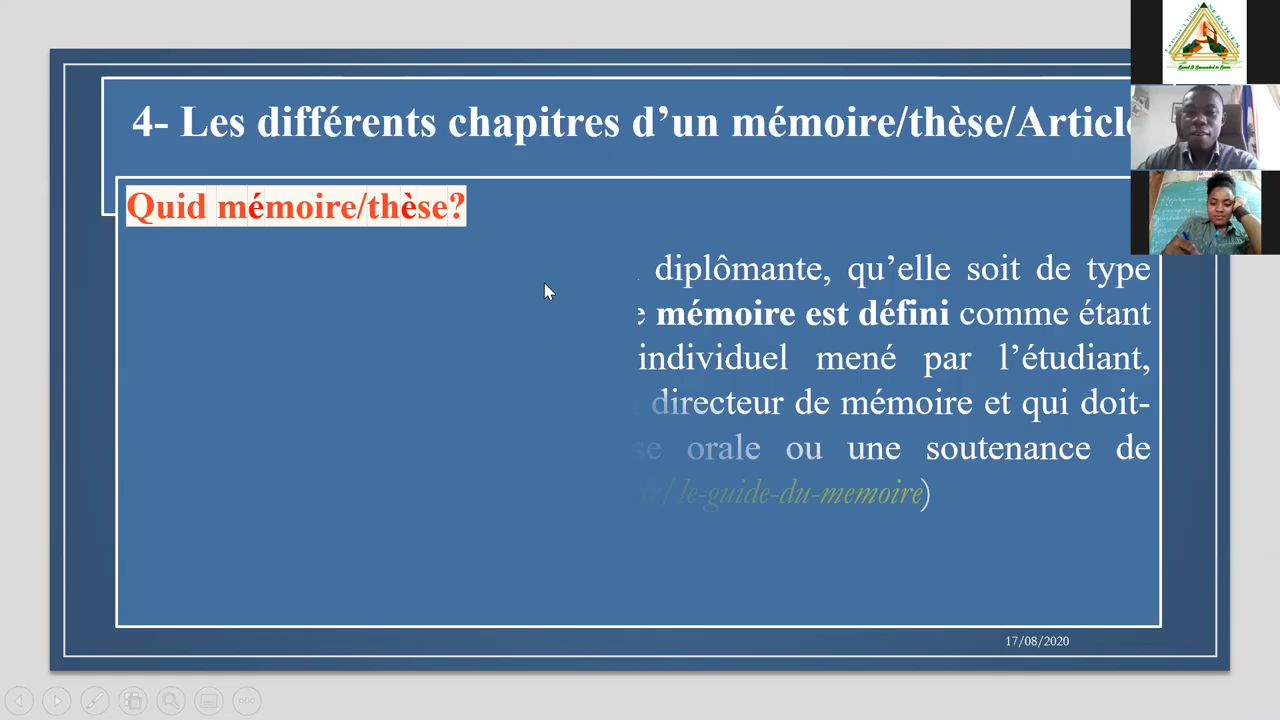 4- Les différents chapitres d’un mémoire/thèse/Article
Quid mémoire/thèse?
diplômante, qu’elle soit de type
mémoire est défini comme étant
individuel mené par l’étudiant,
directeur de mémoire et qui doit-
orale ou une soutenance de
/le-guide-du-memoire)
17/08/2020